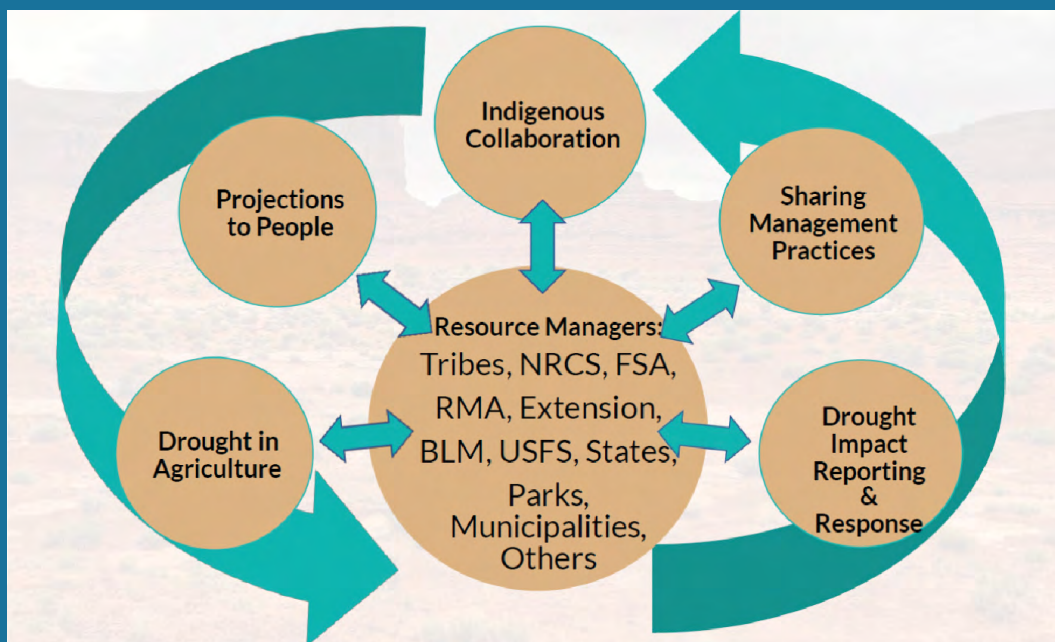 Indigenous
Collaboration
Projections
to People
Sharing
Management
Practices
Resource Managers:
Tribes, NRCS, FSA,
RMA, Extension,
BLM, USFS, States,
Parks,
Municipalities,
Others
Drought in
Agriculture
Drought
Impact
Reporting
&
Response